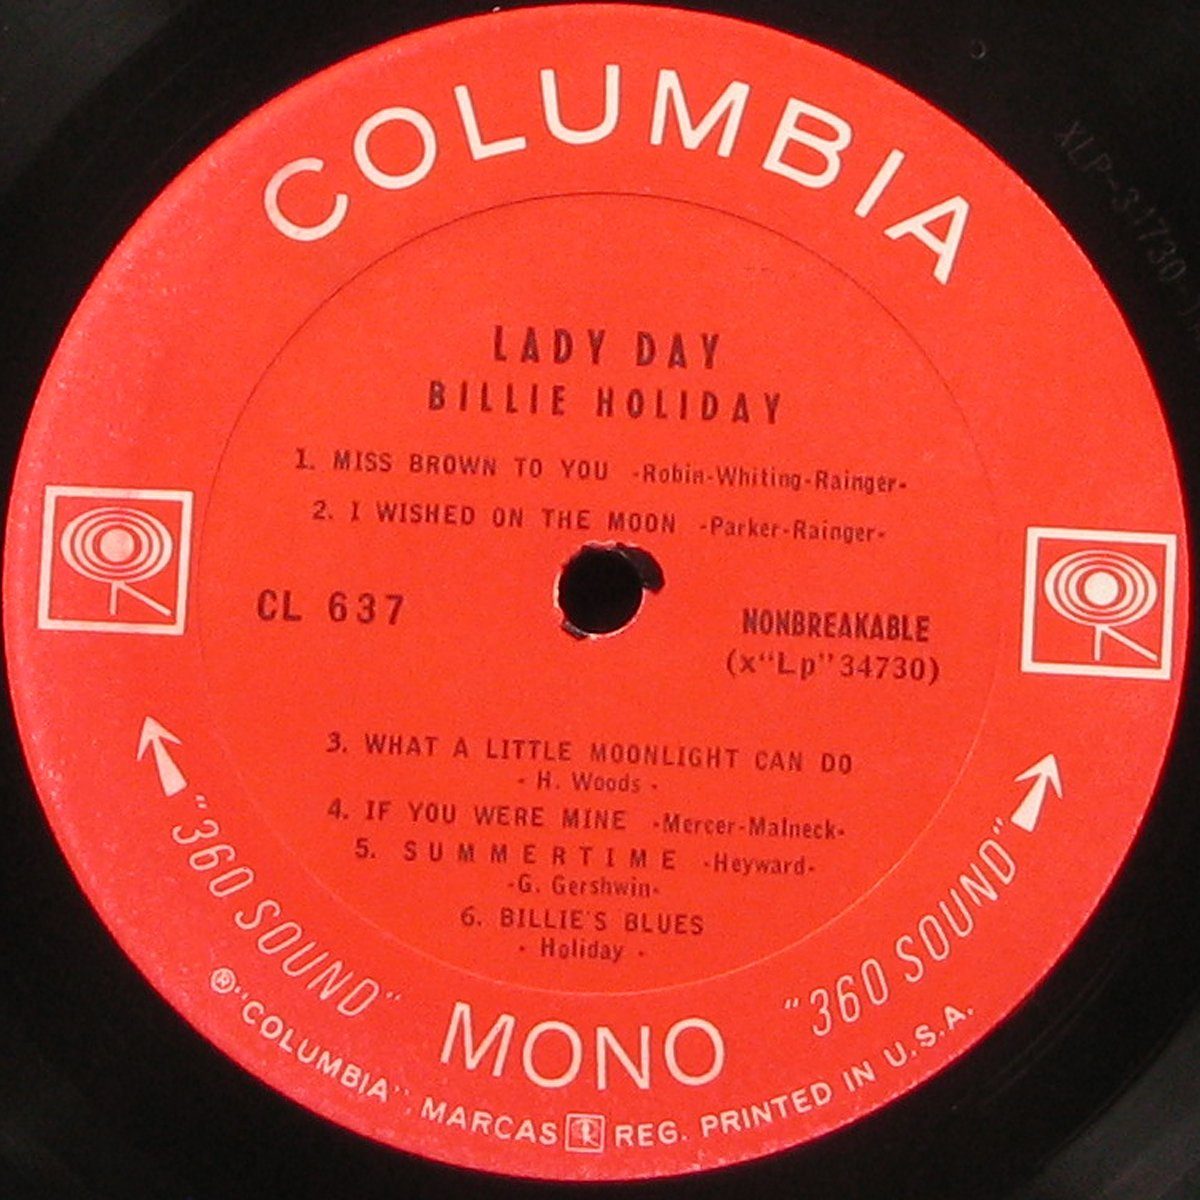 COLUMBIA
LADY DAY
BILLIE HOLIDAY
1. MISS BROWN TO YOU -Robin-Whiting-Rainger-
2. I WISHED ON THE MOON -Parker-Rainger-
CL 637
NONBREAKABLE
(x“Lp”34730)
3. WHAT A LITTLE MOONLIGHT CAN DO
- H. Woods -
4. IF YOU WERE MINE -Mercer-Malneck-
5. SUMMERTIME -Heyward-
-G. Gershwin-
6. BILLIE'S BLUES
- Holiday -
"360 SOUND"
MONO
"360 SOUND"
® "COLUMBIA", MARCAS REG. PRINTED IN U.S.A.